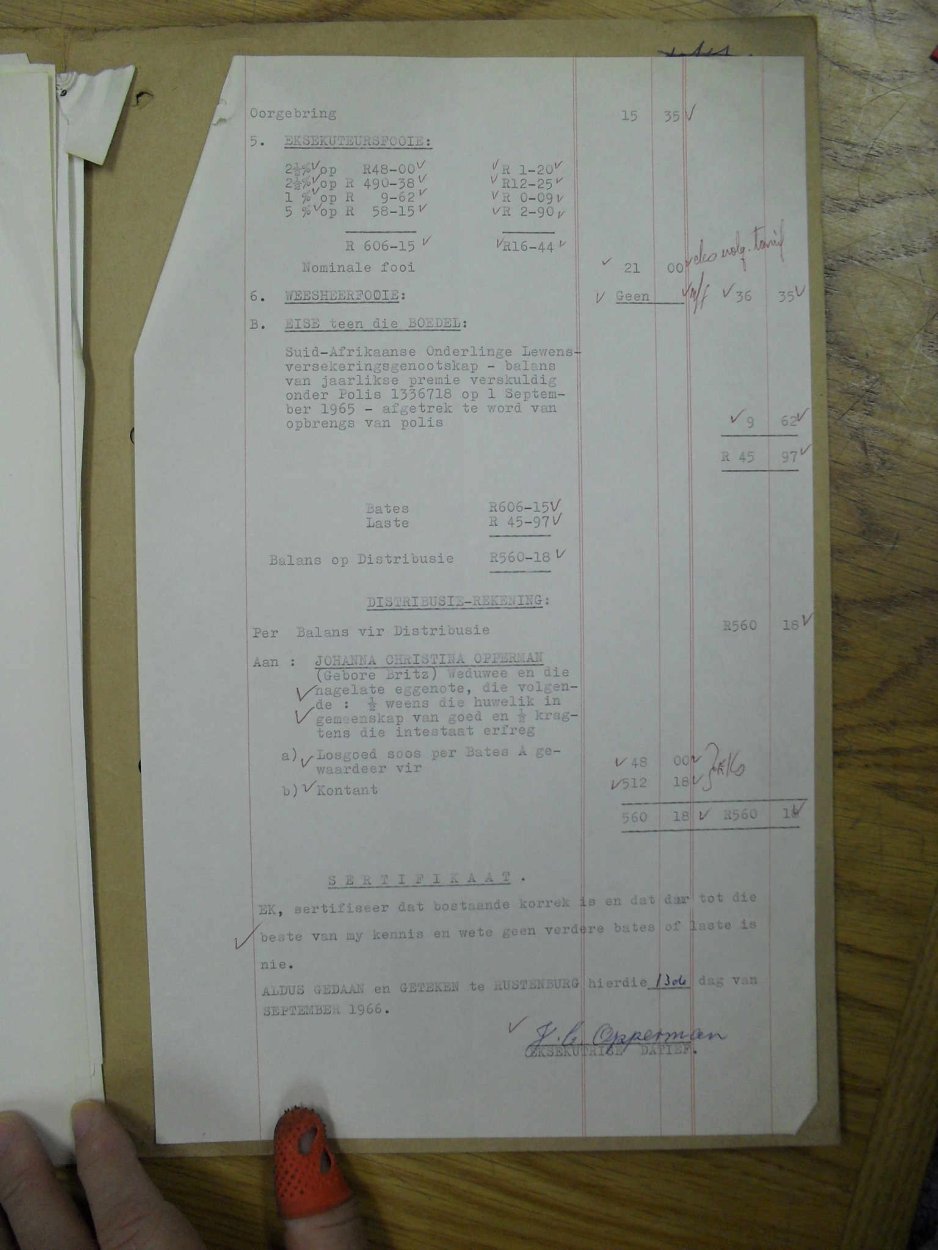 Oorgebring 15 35
5. EKSEKUTEURSFOOIE:
2½% op R48-00 R 1-20
2½% op R 490-38 R12-25
1 % op R 9-62 R 0-09
5 % op R 58-15 R 2-90
R 606-15 R16-44
Nominale fooi 21 00
6. WEESHEERFOOIE: Geen n/f 36 35
B. EISE teen die BOEDEL:
Suid-Afrikaanse Onderlinge Lewens-
versekeringsgenootskap - balans
van jaarlikse premie verskuldig
onder Polis 1336718 op 1 Septem-
ber 1965 - afgetrek te word van
opbrengs van polis 9 62
R 45 97
Bates R606-15
Laste R 45-97
Balans op Distribusie R560-18
DISTRIBUSIE-REKENING:
Per Balans vir Distribusie R560 18
Aan : JOHANNA CHRISTINA OPPERMAN
(Gebore Britz) Weduwee en die
nagelate eggenote, die volgen-
de : ½ weens die huwelik in
gemeenskap van goed en ½ krag-
tens die intestaat erfreg
a) Losgoed soos per Bates A ge-
waardeer vir 48 00
b) Kontant 512 18
560 18 R560 18
SERTIFIKAAT.
EK, sertifiseer dat bostaande korrek is en dat dar tot die
beste van my kennis en wete geen verdere bates of laste is
nie.
ALDUS GEDAAN en GETEKEN te RUSTENBURG hierdie 13de dag van
SEPTEMBER 1966.
J. C. Opperman
EKSEKUTRISE DATIEF.